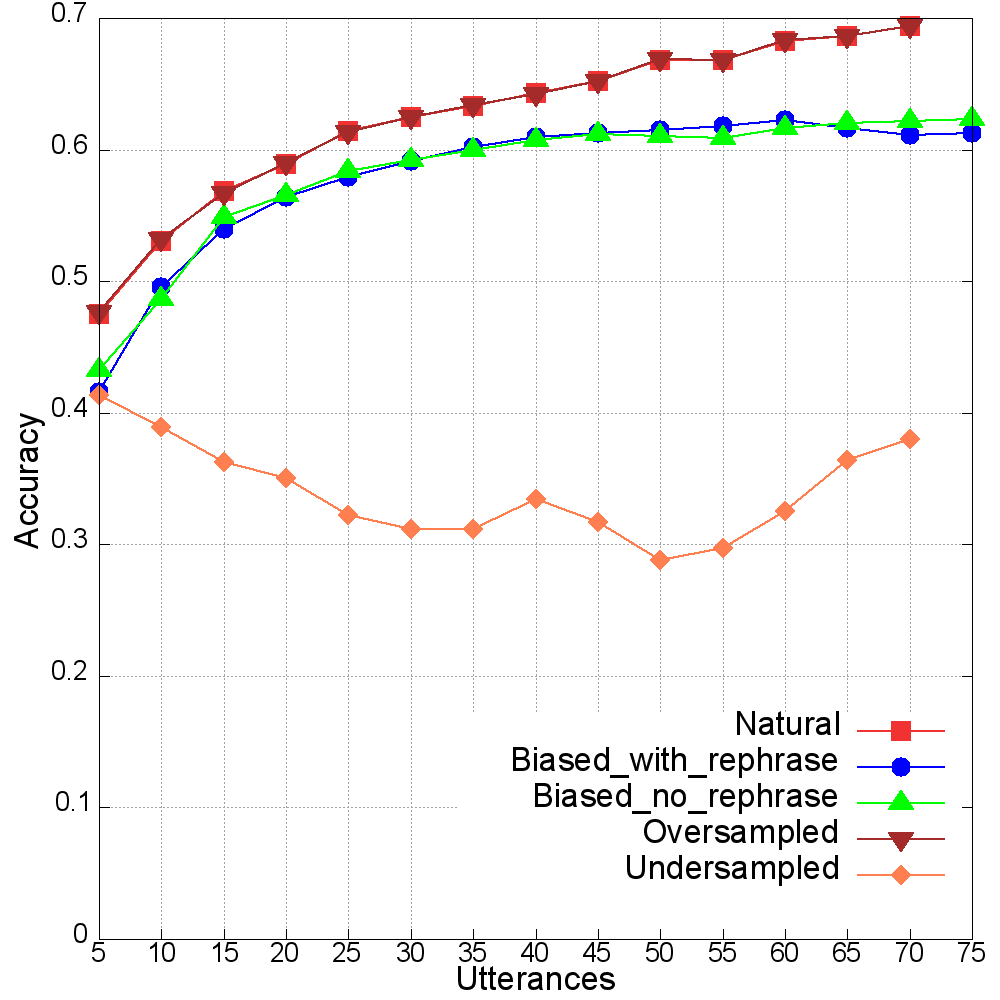 0.7
0.6
0.5
0.4
0.3
0.2
0.1
0
Accuracy
Natural
Biased_with_rephrase
Biased_no_rephrase
Oversampled
Undersampled
5 10 15 20 25 30 35 40 45 50 55 60 65 70 75
Utterances